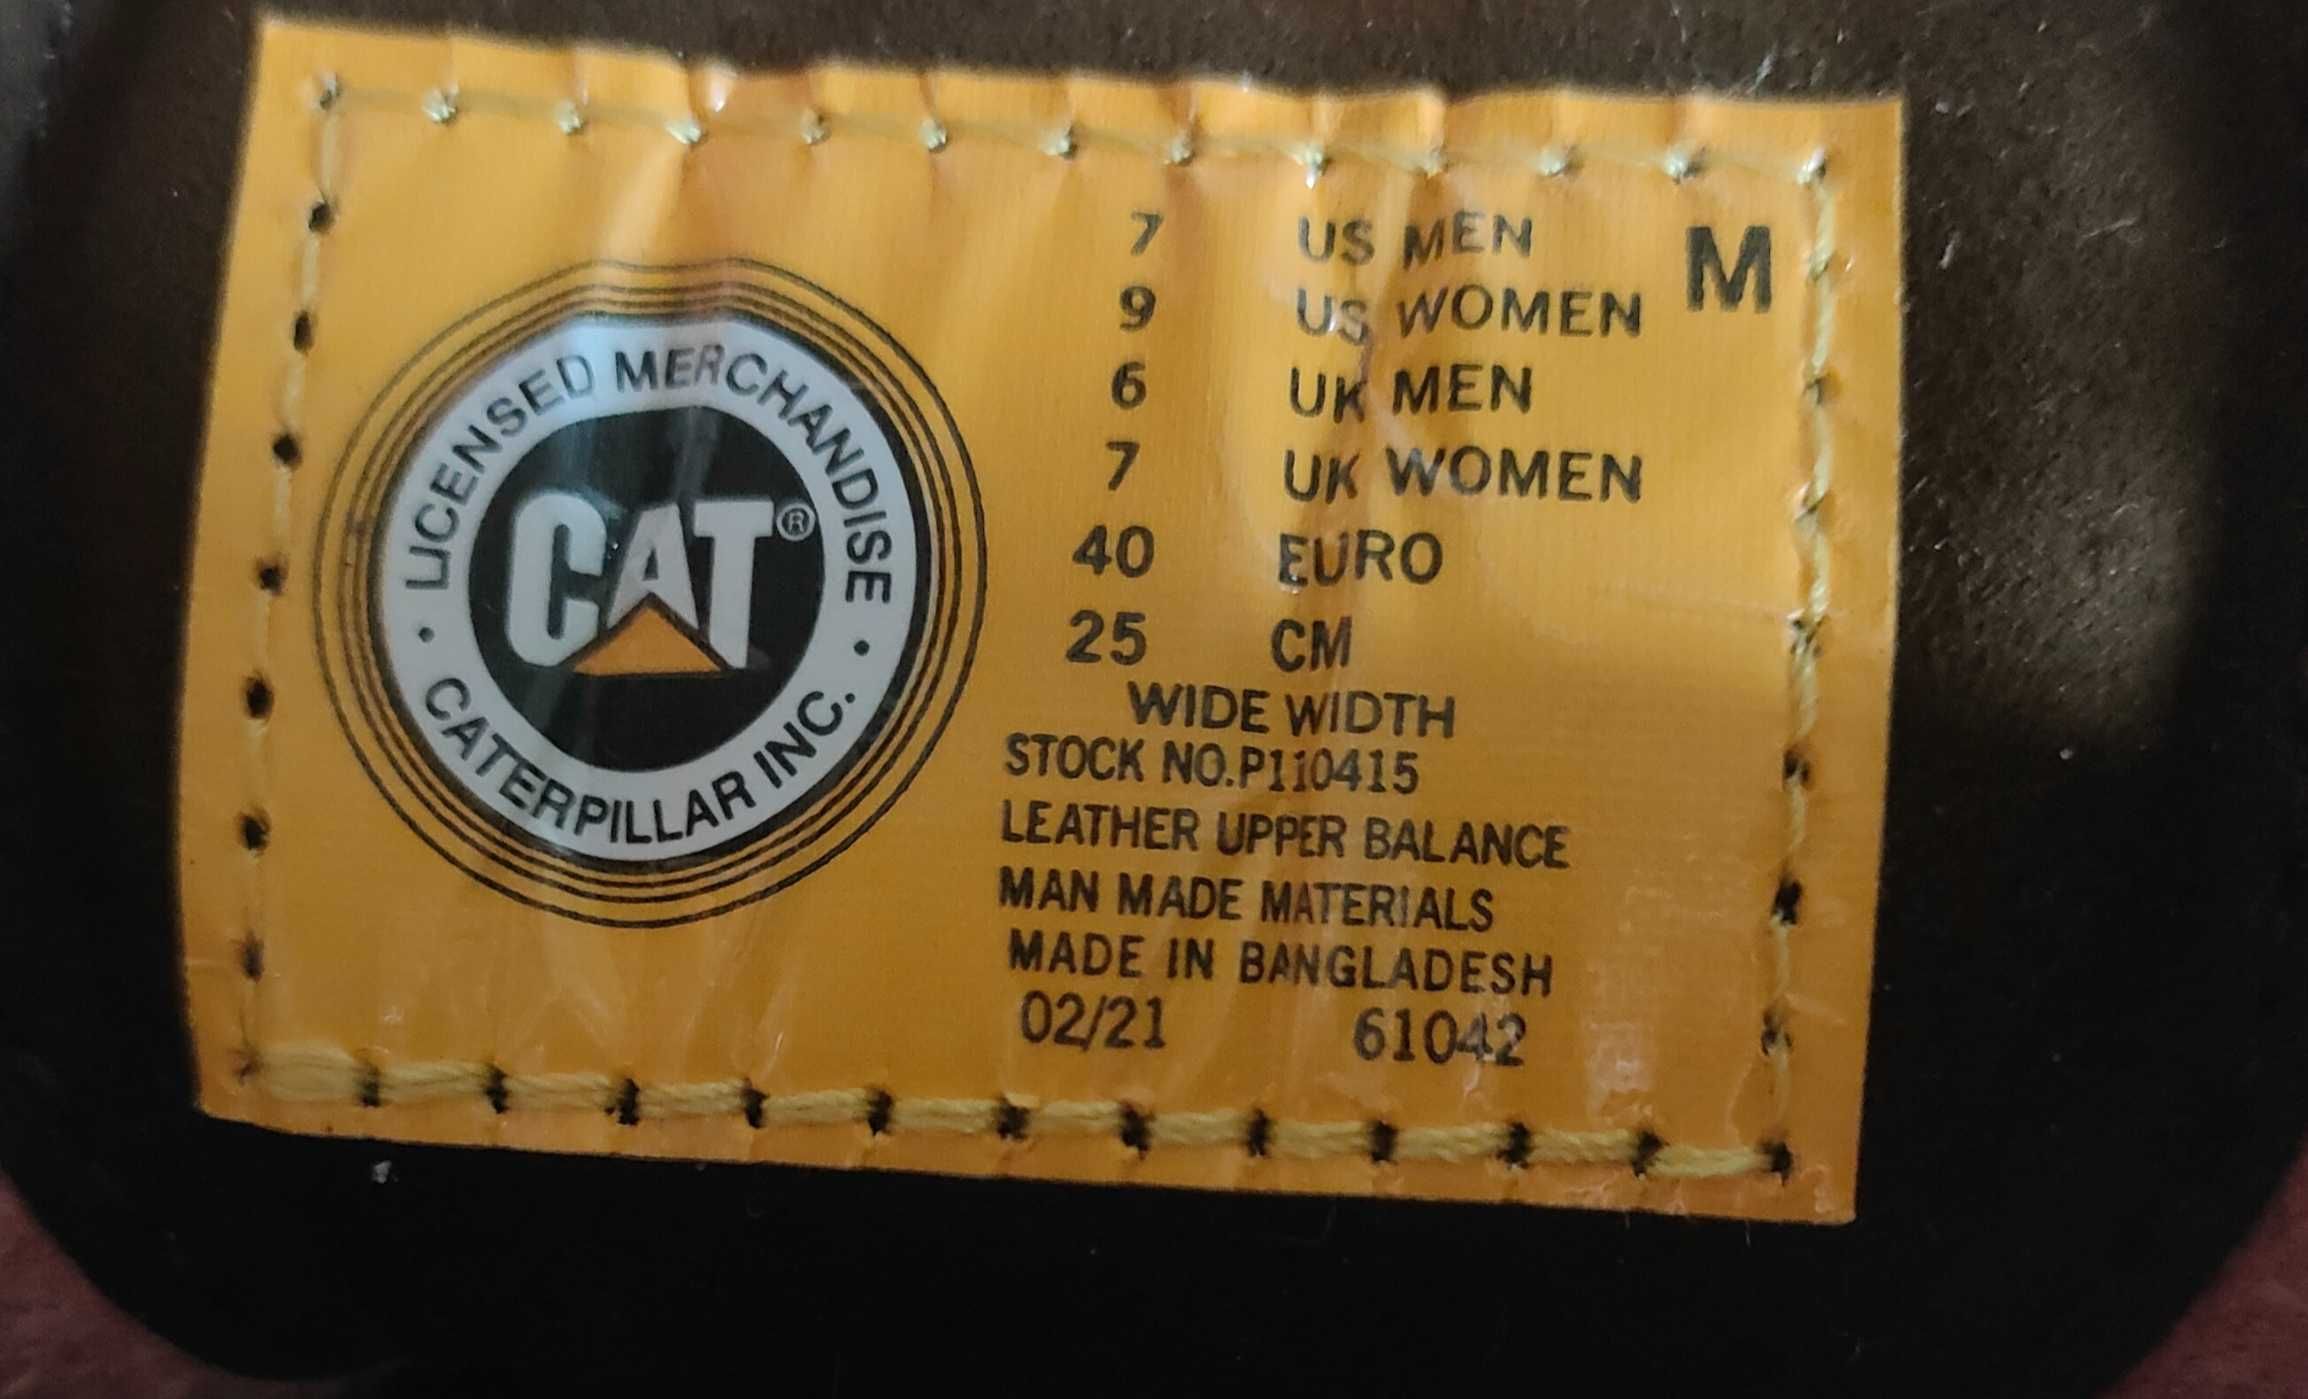 LICENSED MERCHANDISE
CAT®
• CATERPILLAR INC. •
7 US MEN M
9 US WOMEN
6 UK MEN
7 UK WOMEN
40 EURO
25 CM
WIDE WIDTH
STOCK NO.P110415
LEATHER UPPER BALANCE
MAN MADE MATERIALS
MADE IN BANGLADESH
02/21 61042